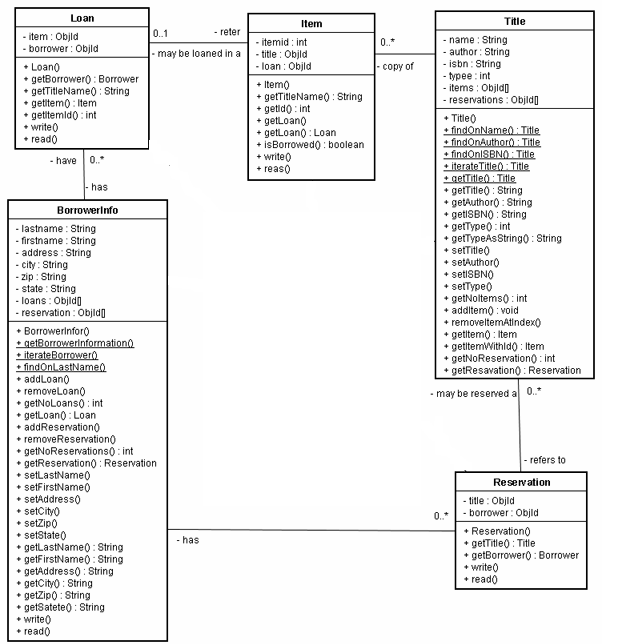 Loan
- item : ObjId
- borrower : ObjId
+ Loan()
+ getBorrower() : Borrower
+ getTitleName() : String
+ getItem() : Item
+ getItemId() : int
+ write()
+ read()
0..1
- reter
- may be loaned in a
Item
- itemid : int
- title : ObjId
- loan : ObjId
+ Item()
+ getTitleName() : String
+ getId() : int
+ getLoan()
+ getLoan() : Loan
+ isBorrowed() : boolean
+ write()
+ reas()
0..*
- copy of
Title
- name : String
- author : String
- isbn : String
- typee : int
- items : ObjId[]
- reservations : ObjId[]
+ Title()
+ findOnName() : Title
+ findOnAuthor() : Title
+ findOnISBN() : Title
+ iterateTitle() : Title
+ getTitle() : Title
+ getTitle() : String
+ getAuthor() : String
+ getISBN() : String
+ getType() : int
+ getTypeAsString() : String
+ setTitle()
+ setAuthor()
+ setISBN()
+ setType()
+ getNoItems() : int
+ addItem() : void
+ removeItemAtIndex()
+ getItem() : Item
+ getItemWithId() : Item
+ getNoReservation() : int
+ getResavation() : Reservation
- have
0..*
- has
BorrowerInfo
- lastname : String
- firstname : String
- address : String
- city : String
- zip : String
- state : String
- loans : ObjId[]
- reservation : ObjId[]
+ BorrowerInfor()
+ getBorrowerInformation()
+ iterateBorrower()
+ findOnLastName()
+ addLoan()
+ removeLoan()
+ getNoLoans() : int
+ getLoan() : Loan
+ addReservation()
+ removeReservation()
+ getNoReservations() : int
+ getReservation() : Reservation
+ setLastName()
+ setFirstName()
+ setAddress()
+ setCity()
+ setZip()
+ setState()
+ getLastName() : String
+ getFirstName() : String
+ getAddress() : String
+ getCity() : String
+ getZip() : String
+ getSatete() : String
+ write()
+ read()
- may be reserved a
0..*
- refers to
0..*
- has
Reservation
- title : ObjId
- borrower : ObjId
+ Reservation()
+ getTitle() : Title
+ getBorrower() : Borrower
+ write()
+ read()